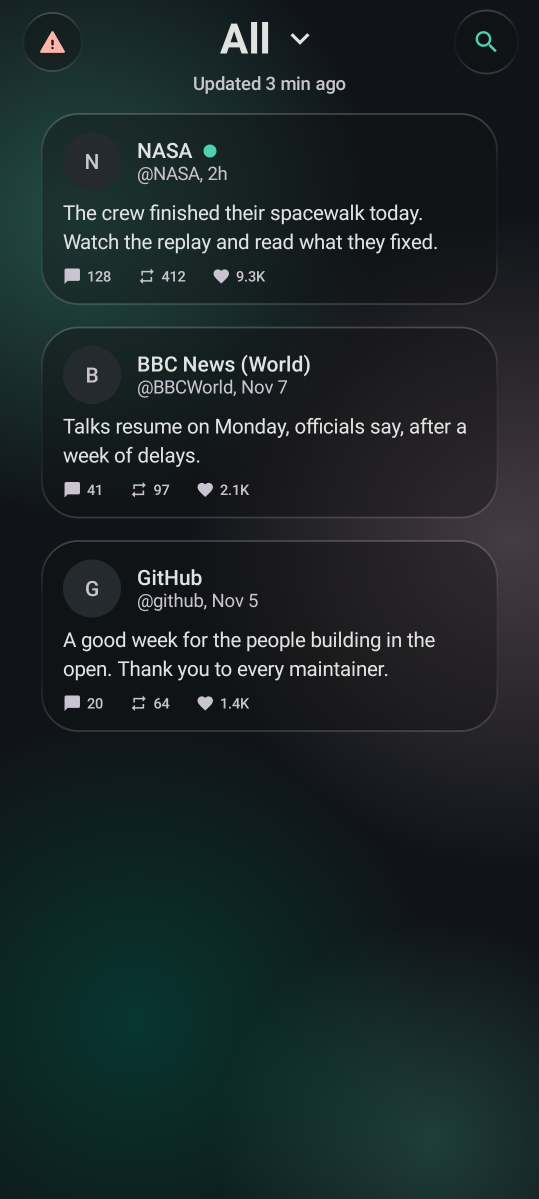 All
Updated 3 min ago
N
NASA
@NASA, 2h
The crew finished their spacewalk today.
Watch the replay and read what they fixed.
128 412 9.3K
B
BBC News (World)
@BBCWorld, Nov 7
Talks resume on Monday, officials say, after a
week of delays.
41 97 2.1K
G
GitHub
@github, Nov 5
A good week for the people building in the
open. Thank you to every maintainer.
20 64 1.4K